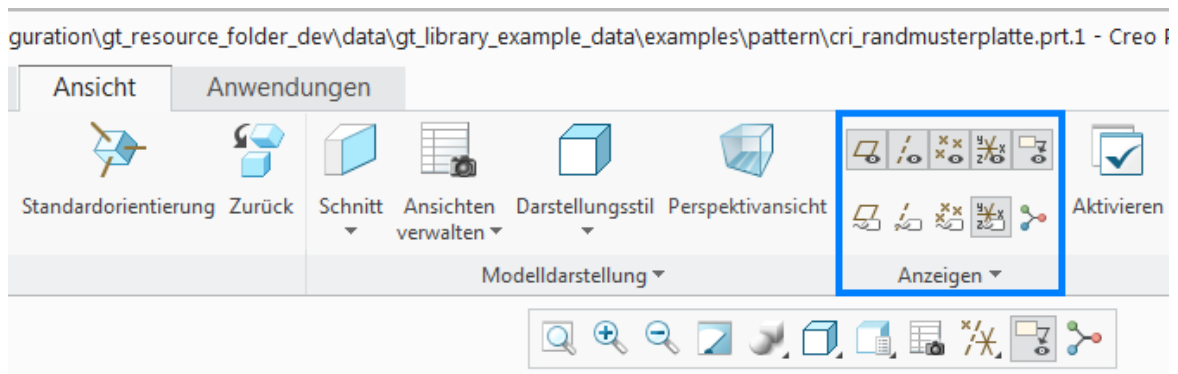 guration\gt_resource_folder_dev\data\gt_library_example_data\examples\pattern\cri_randmusterplatte.prt.1 - Creo
Ansicht Anwendungen
Standardorientierung Zurück Schnitt Ansichten verwalten Darstellungsstil Perspektivansicht Aktivieren
Modelldarstellung Anzeigen